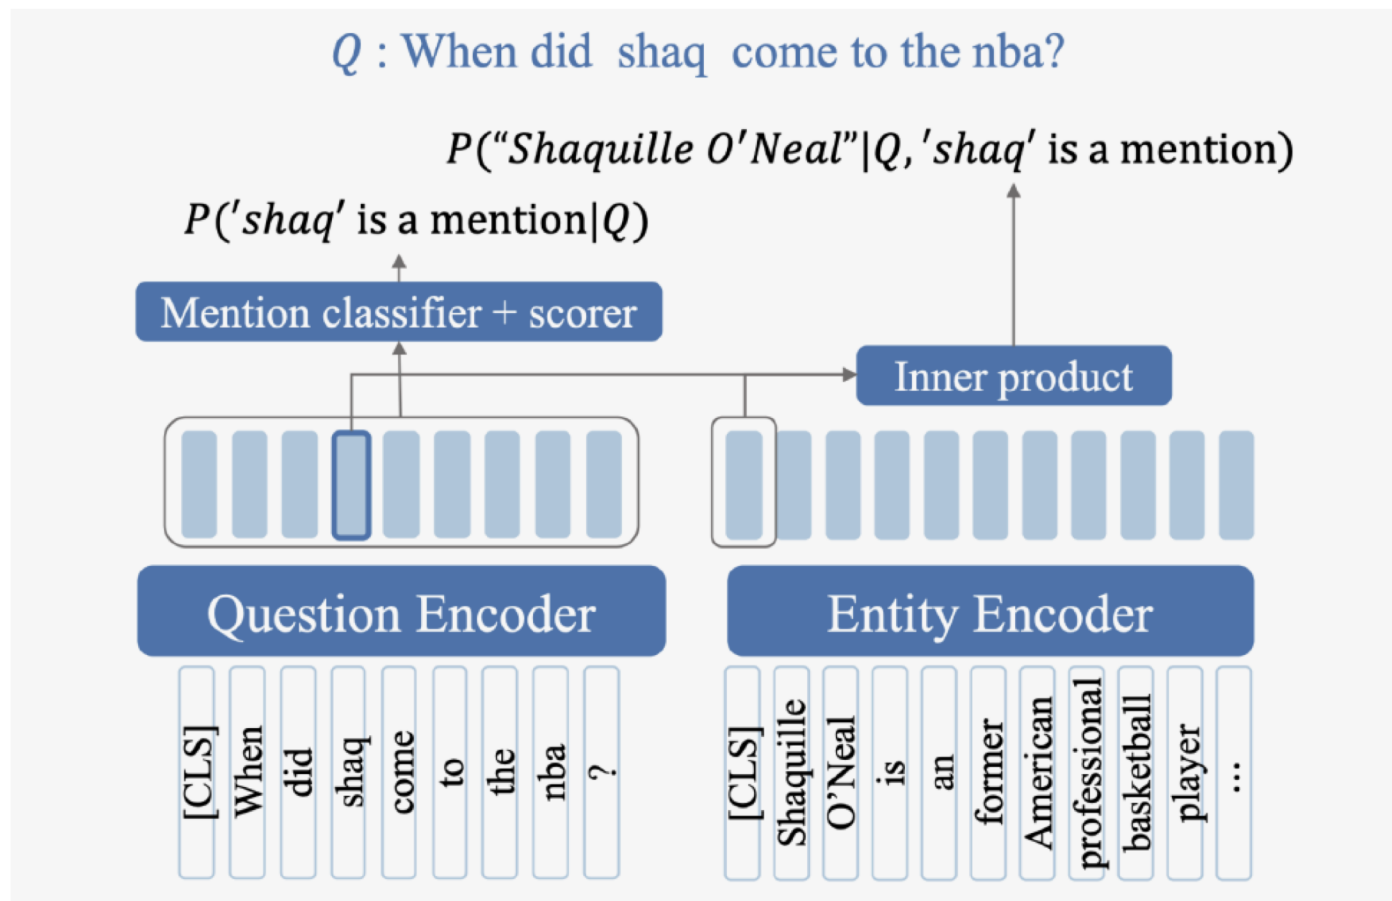 Q : When did shaq come to the nba?
P(“Shaquille O'Neal”|Q, 'shaq' is a mention)
P('shaq' is a mention|Q)
Mention classifier + scorer
Inner product
Question Encoder
Entity Encoder
[CLS] When did shaq come to the nba ?
[CLS] Shaquille O’Neal is an former American professional basketball player ...